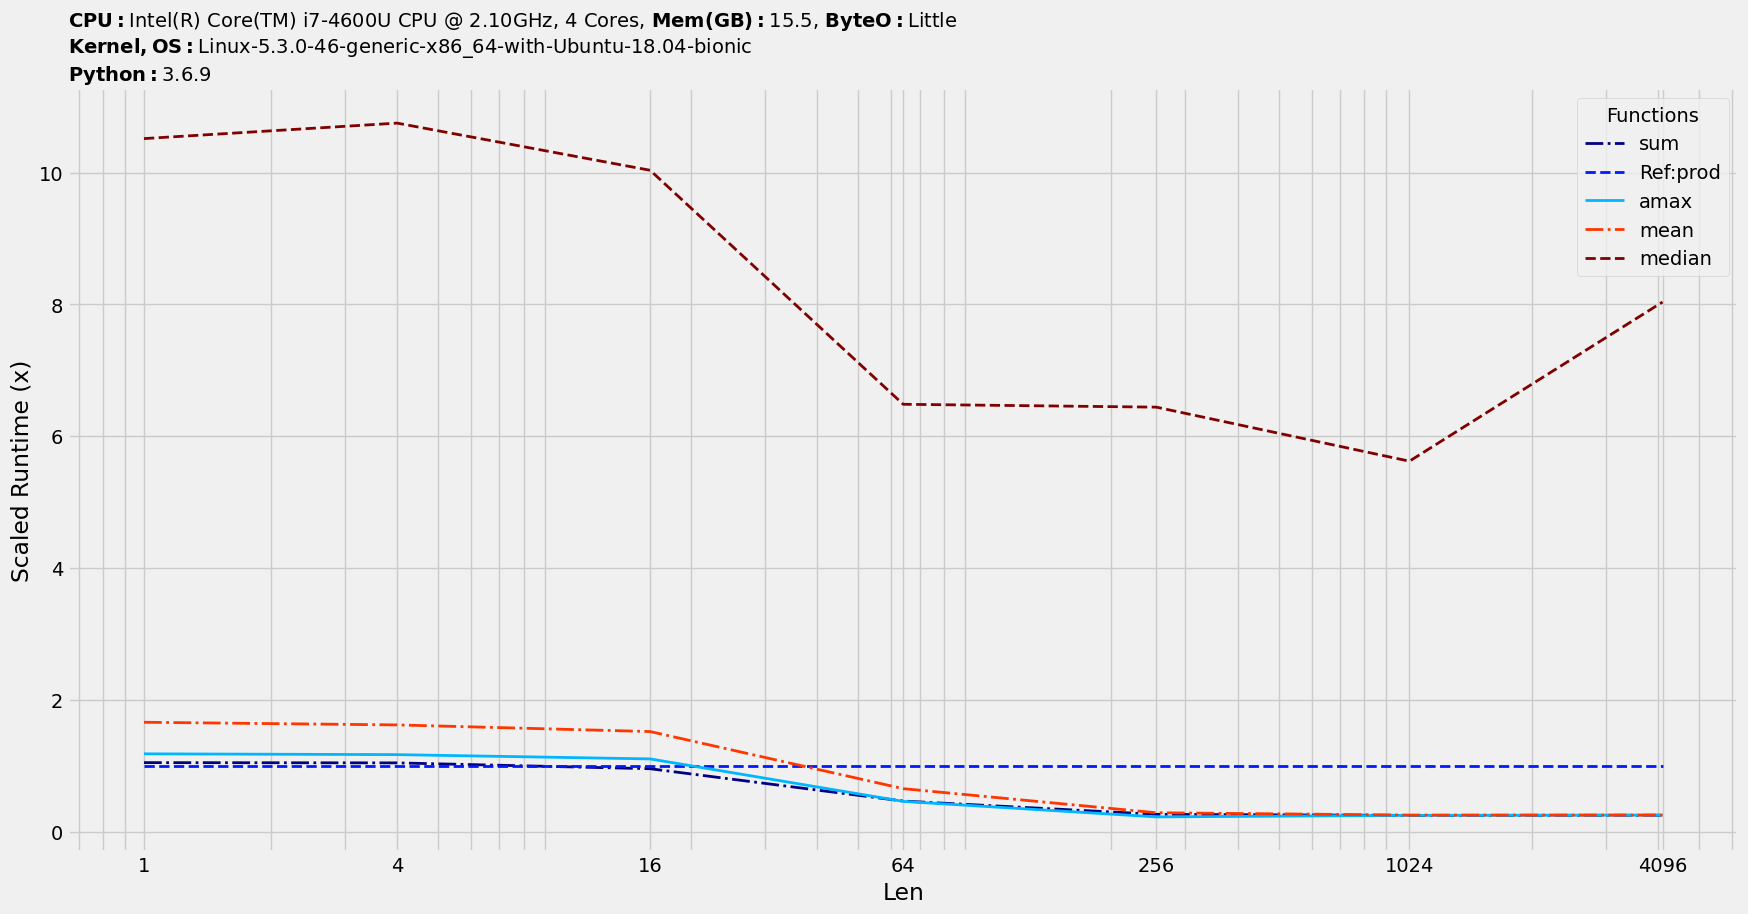 CPU: Intel(R) Core(TM) i7-4600U CPU @ 2.10GHz, 4 Cores, Mem(GB): 15.5, ByteO: Little
Kernel, OS: Linux-5.3.0-46-generic-x86_64-with-Ubuntu-18.04-bionic
Python: 3.6.9
Functions
sum
Ref:prod
amax
mean
median
Scaled Runtime (x)
10
8
6
4
2
0
1 4 16 64 256 1024 4096
Len